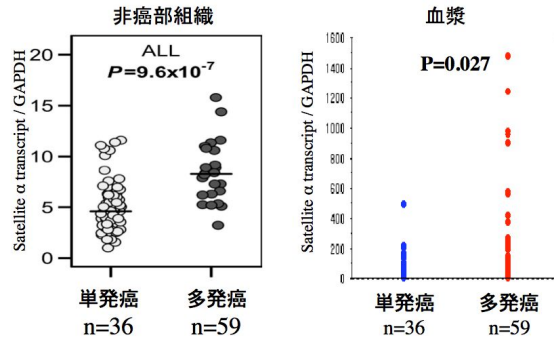 非癌部組織
ALL
P=9.6x10-7
Satellite α transcript / GAPDH
20
15
10
5
0
単発癌
多発癌
n=36
n=59
血漿
P=0.027
Satellite α transcript / GAPDH
1600
1400
1200
1000
800
600
400
200
0
単発癌
多発癌
n=36
n=59